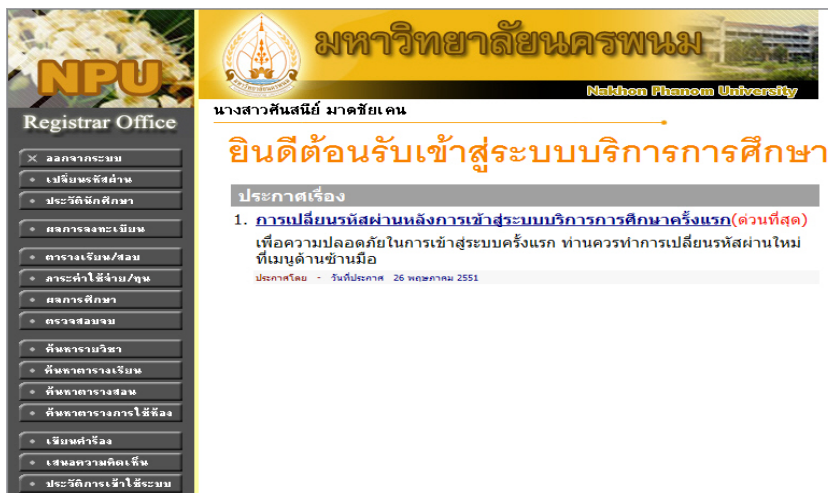 NPU
Registrar Office
ออกจากระบบ
เปลี่ยนรหัสผ่าน
ประวัตินักศึกษา
ผลการลงทะเบียน
ตารางเรียน/สอบ
ภาระค่าใช้จ่าย/ทุน
ผลการศึกษา
ตรวจสอบจบ
ค้นหารายวิชา
ค้นหาตารางเรียน
ค้นหาตารางสอน
ค้นหาตารางการใช้ห้อง
เขียนคำร้อง
เสนอความคิดเห็น
ประวัติการเข้าใช้ระบบ
มหาวิทยาลัยนครพนม
Nakhon Phanom University
นางสาวศันสนีย์ มาดชัยเคน
ยินดีต้อนรับเข้าสู่ระบบบริการการศึกษา
ประกาศเรื่อง
1. การเปลี่ยนรหัสผ่านหลังการเข้าสู่ระบบบริการการศึกษาครั้งแรก(ด่วนที่สุด)
เพื่อความปลอดภัยในการเข้าสู่ระบบครั้งแรก ท่านควรทำการเปลี่ยนรหัสผ่านใหม่
ที่เมนูด้านซ้านมือ
ประกาศโดย - วันที่ประกาศ 26 พฤษภาคม 2551